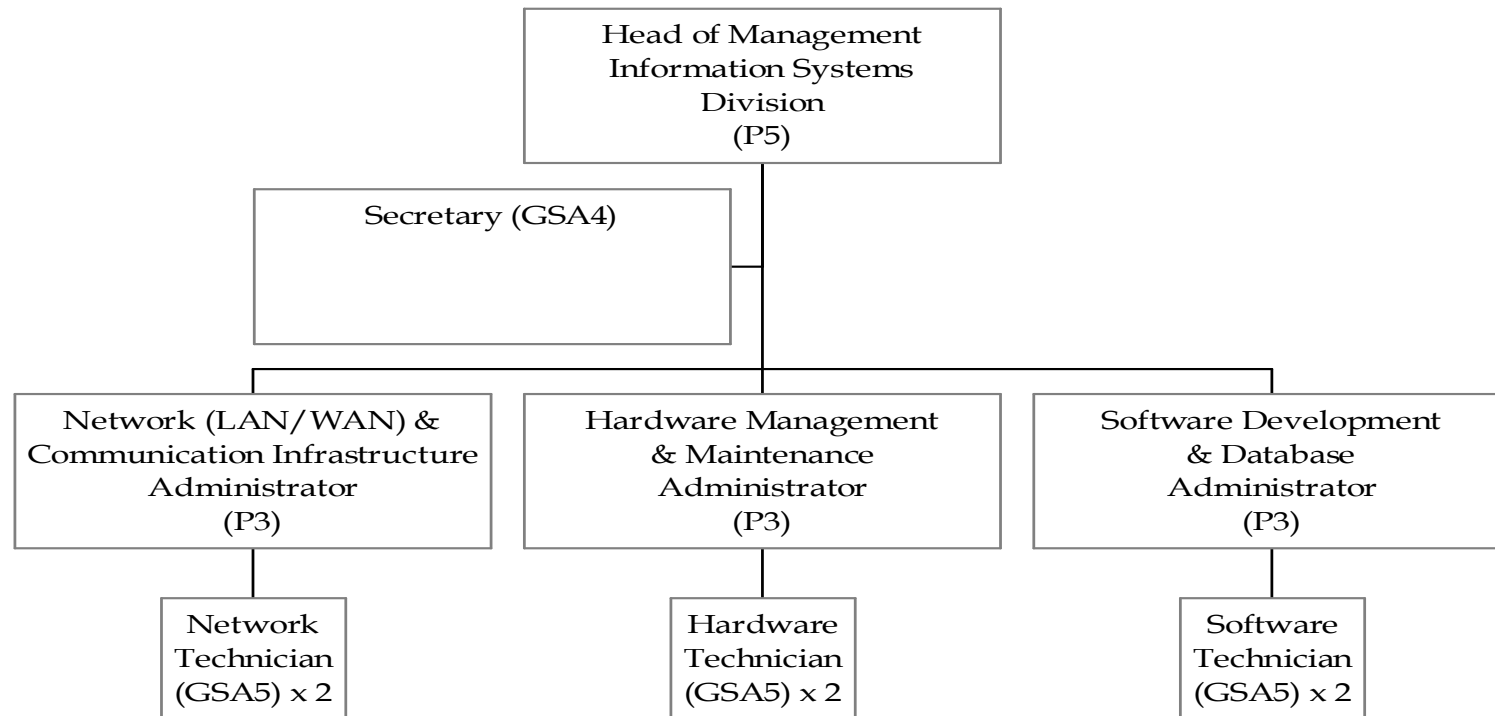 Head of Management
Information Systems
Division
(P5)
Secretary (GSA4)
Network (LAN/WAN) &
Communication Infrastructure
Administrator
(P3)
Hardware Management
& Maintenance
Administrator
(P3)
Software Development
& Database
Administrator
(P3)
Network
Technician
(GSA5) x 2
Hardware
Technician
(GSA5) x 2
Software
Technician
(GSA5) x 2